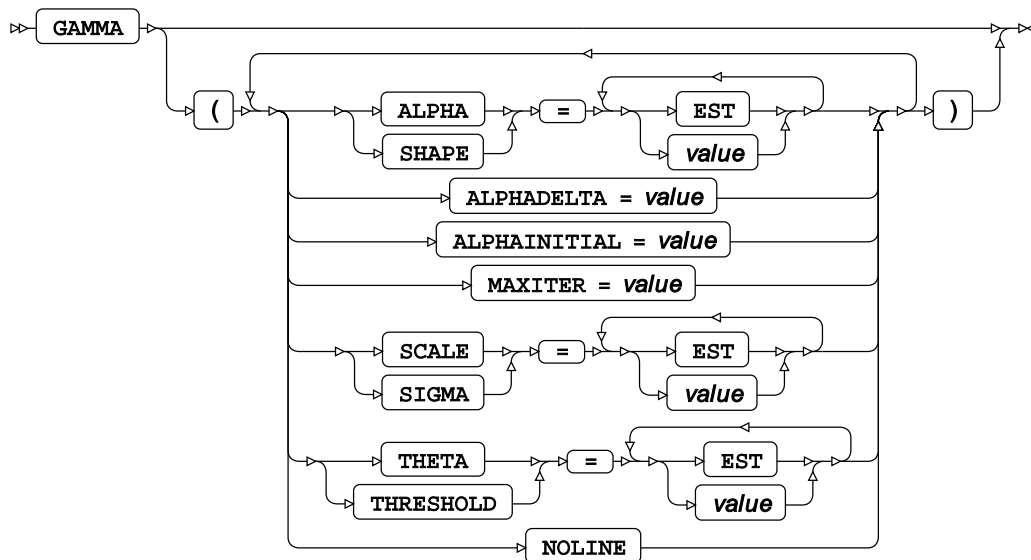 GAMMA
( ALPHA = EST )
SHAPE value
ALPHADELTA = value
ALPHAINITIAL = value
MAXITER = value
SCALE = EST
SIGMA value
THETA = EST
THRESHOLD value
NOLINE